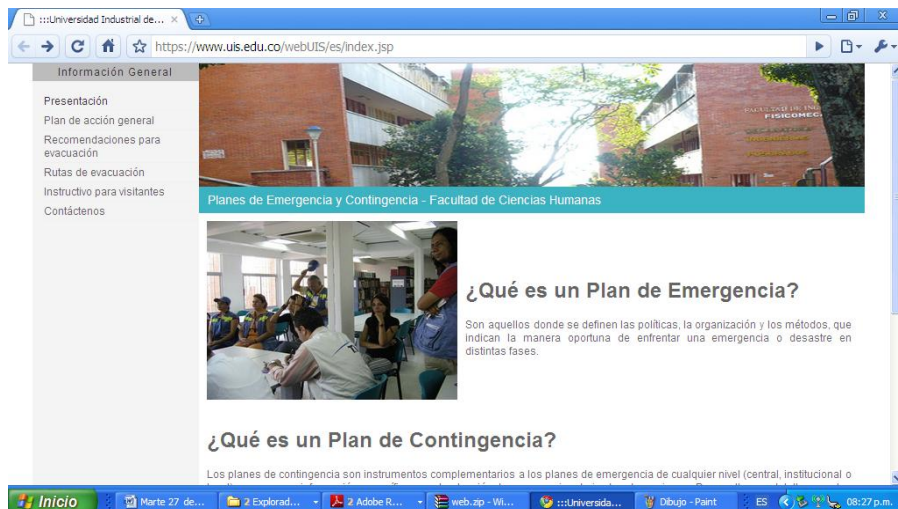 :::Universidad Industrial de...
https://www.uis.edu.co/webUIS/es/index.jsp
Información General
Presentación
Plan de acción general
Recomendaciones para
evacuación
Rutas de evacuación
Instructivo para visitantes
Contáctenos
FISICOMEC
Planes de Emergencia y Contingencia - Facultad de Ciencias Humanas
¿Qué es un Plan de Emergencia?
Son aquellos donde se definen las políticas, la organización y los métodos, que
indican la manera oportuna de enfrentar una emergencia o desastre en
distintas fases.
¿Qué es un Plan de Contingencia?
Los planes de contingencia son instrumentos complementarios a los planes de emergencia de cualquier nivel (central, institucional o
Inicio
Marte 27 de...
2 Explorad...
2 Adobe R...
web.zip - Wi...
:::Universida...
Dibujo - Paint
ES
08:27 p.m.